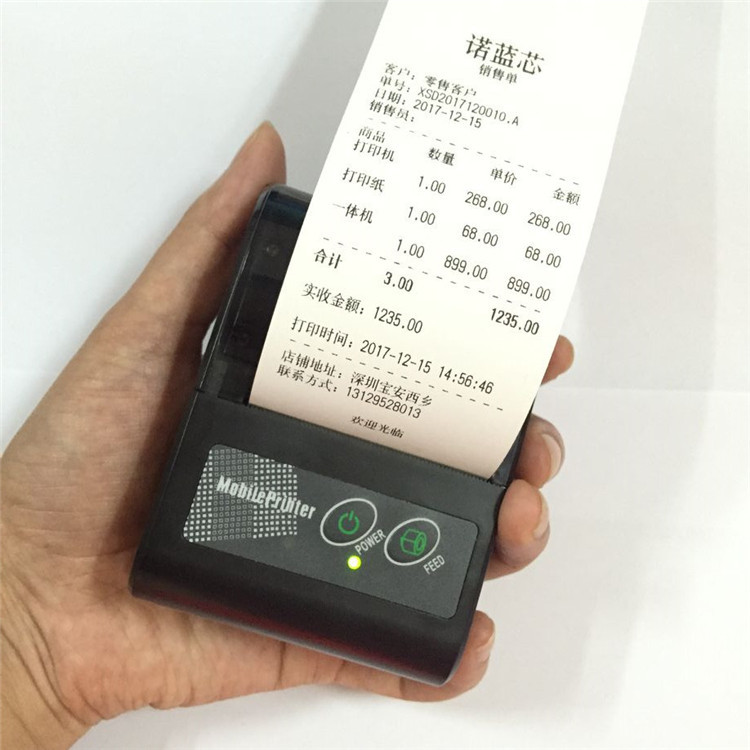 诺蓝芯
销售单
客户：零售客户
单号：XSD2017120010.A
日期：2017-12-15
销售员：
商品 数量 单价 金额
打印机
1.00 268.00 268.00
打印纸
1.00 68.00 68.00
一体机
1.00 899.00 899.00
合计 3.00 1235.00
实收金额：1235.00
打印时间：2017-12-15 14:56:46
店铺地址：深圳宝安西乡
联系方式：13129528013
欢迎光临
MobilePrinter
POWER
FEED